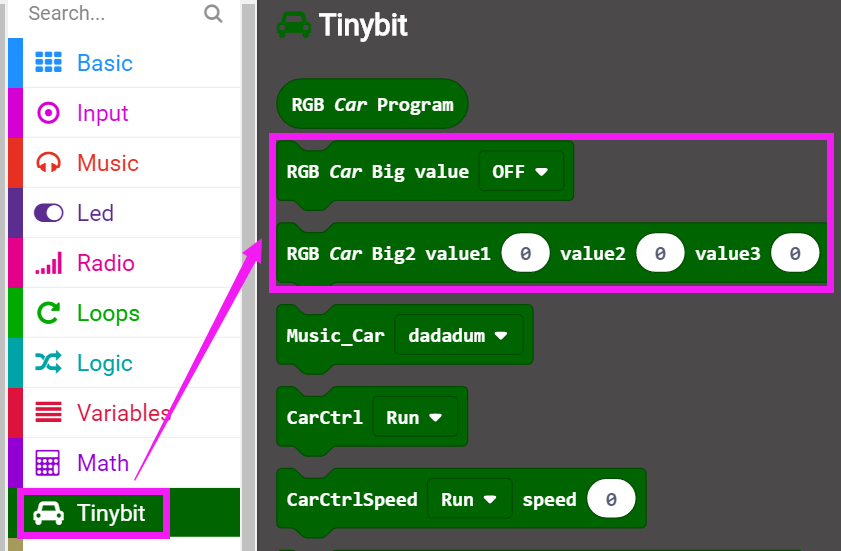 Search...
Basic
Input
Music
Led
Radio
Loops
Logic
Variables
Math
Tinybit
Tinybit
RGB Car Program
RGB Car Big value OFF
RGB Car Big2 value1 0 value2 0 value3 0
Music_Car dadadum
CarCtrl Run
CarCtrlSpeed Run speed 0